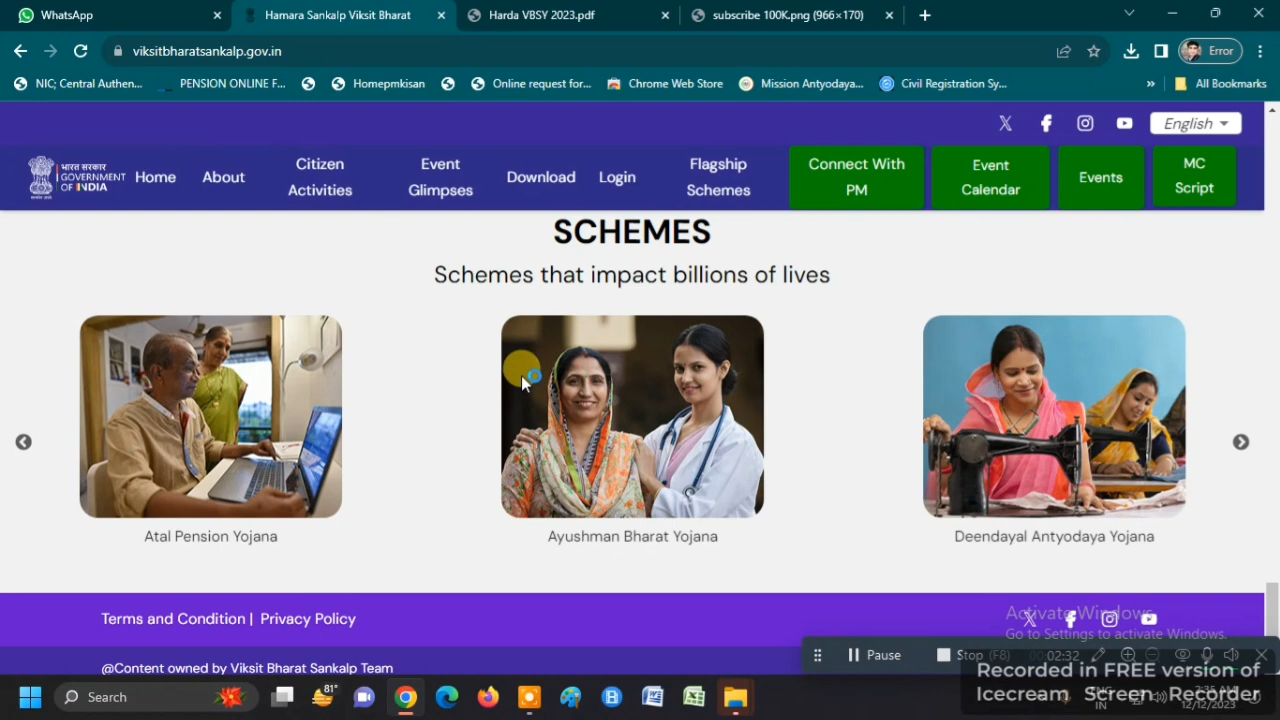 WhatsApp
Hamara Sankalp Viksit Bharat
Harda VBSY 2023.pdf
subscribe 100K.png (966×170)
viksitbharatsankalp.gov.in
Error
NIC; Central Authen...
PENSION ONLINE F...
Homepmkisan
Online request for...
Chrome Web Store
Mission Antyodaya...
Civil Registration Sy...
»
All Bookmarks
English
भारत सरकार
GOVERNMENT
OF INDIA
Home
About
Citizen
Activities
Event
Glimpses
Download
Login
Flagship
Schemes
Connect With
PM
Event
Calendar
Events
MC
Script
SCHEMES
Schemes that impact billions of lives
Atal Pension Yojana
Ayushman Bharat Yojana
Deendayal Antyodaya Yojana
Terms and Condition | Privacy Policy
Activate Windows
Go to Settings to activate Windows.
@Content owned by Viksit Bharat Sankalp Team
Pause
Stop (F8)
00:02:32
Recorded in FREE version of
Icecream Screen Recorder
Search
81°
ENG
IN
12/12/2023